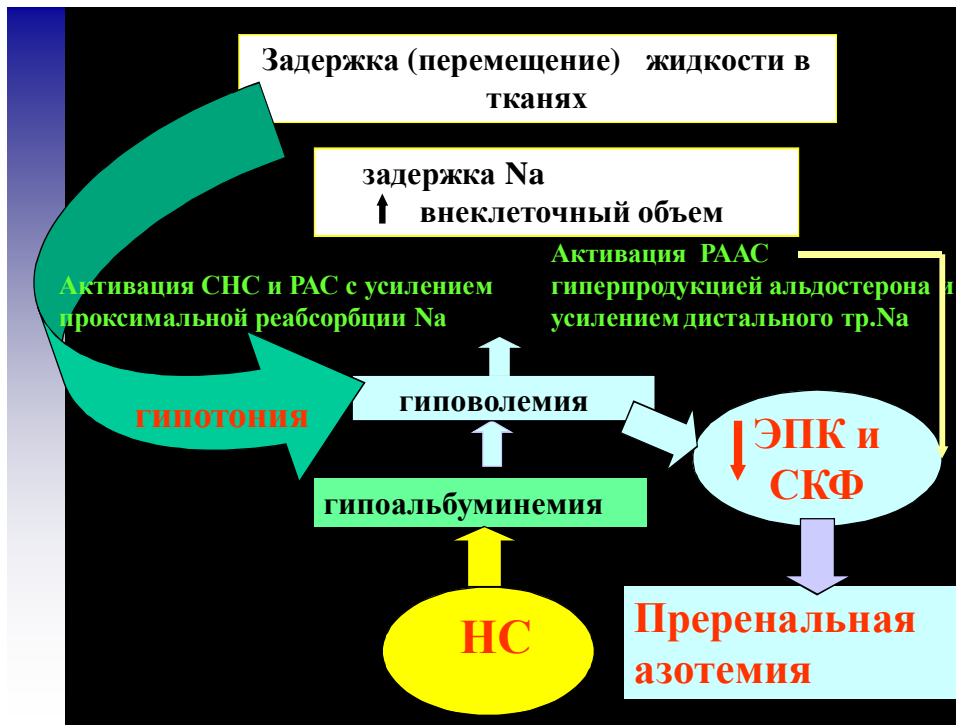 Задержка (перемещение) жидкости в
тканях
задержка Na
внеклеточный объем
Активация СНС и РАС с усилением
проксимальной реабсорбции Na
Активация РААС
гиперпродукцией альдостерона и
усилением дистального тр.Na
гипотония
гиповолемия
ЭПК и
СКФ
гипоальбуминемия
НС
Преренальная
азотемия